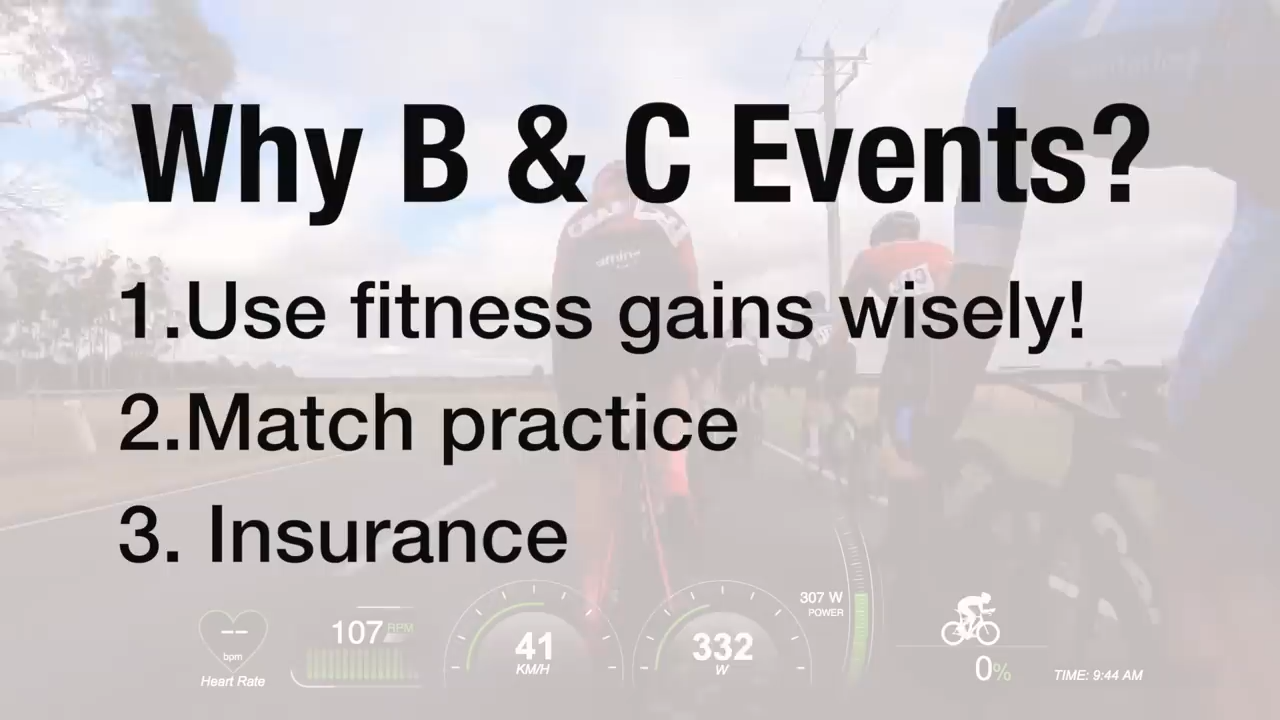 Why B & C Events?
1.Use fitness gains wisely!
2.Match practice
3. Insurance
307 W
POWER
--
bpm
Heart Rate
107 RPM
41
KM/H
332
W
0%
TIME: 9:44 AM